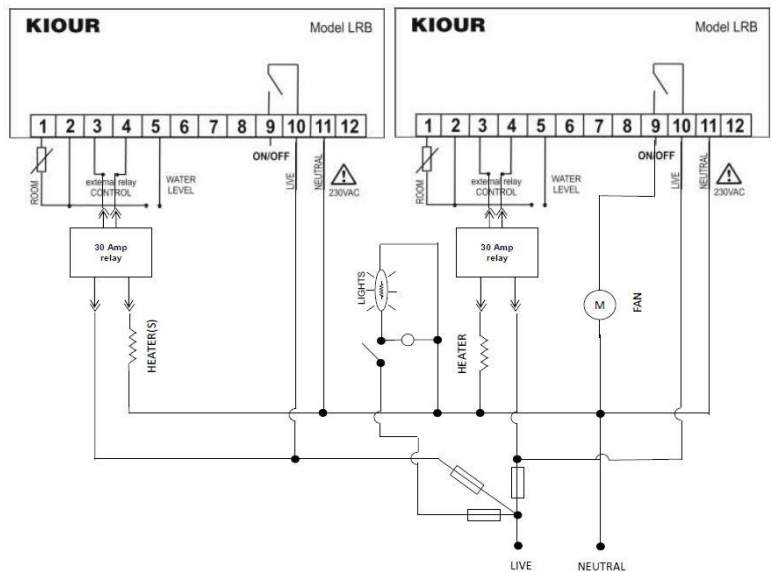 KIOUR Model LRB
1 2 3 4 5 6 7 8 9 10 11 12
ON/OFF
ROOM
external relay
CONTROL
WATER
LEVEL
LIVE
NEUTRAL
230VAC
30 Amp
relay
HEATER(S)
KIOUR Model LRB
1 2 3 4 5 6 7 8 9 10 11 12
ON/OFF
ROOM
external relay
CONTROL
WATER
LEVEL
LIVE
NEUTRAL
230VAC
30 Amp
relay
LIGHTS
HEATER
M
FAN
LIVE
NEUTRAL